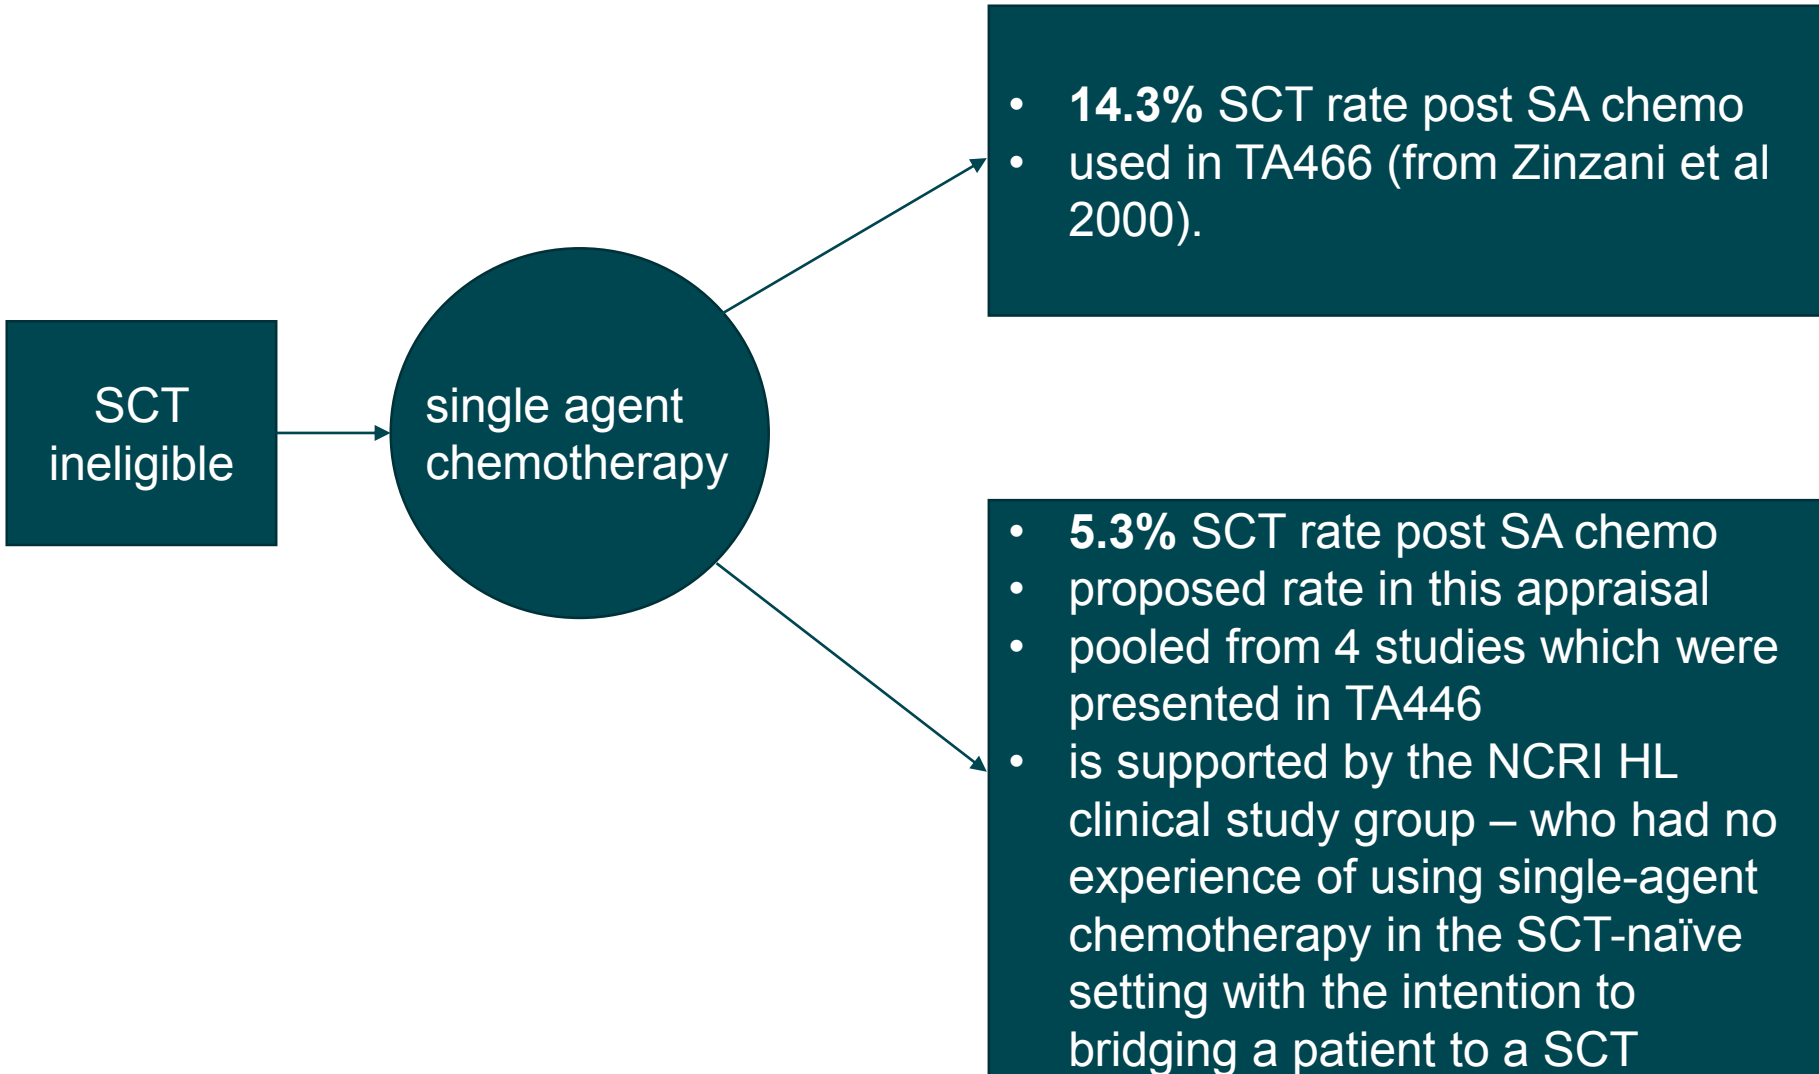 SCT
ineligible
single agent
chemotherapy
• 14.3% SCT rate post SA chemo
• used in TA466 (from Zinzani et al
2000).
• 5.3% SCT rate post SA chemo
• proposed rate in this appraisal
• pooled from 4 studies which were
presented in TA446
• is supported by the NCRI HL
clinical study group – who had no
experience of using single-agent
chemotherapy in the SCT-naïve
setting with the intention to
bridging a patient to a SCT